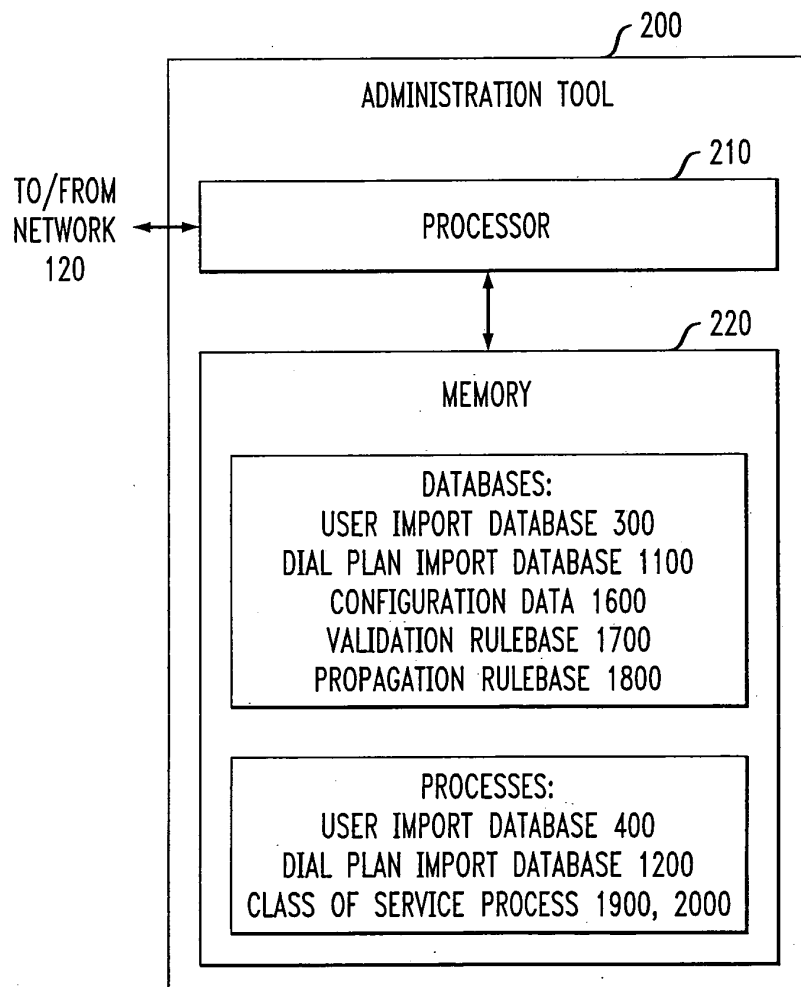 200
ADMINISTRATION TOOL
210
TO/FROM
NETWORK
120
PROCESSOR
220
MEMORY
DATABASES:
USER IMPORT DATABASE 300
DIAL PLAN IMPORT DATABASE 1100
CONFIGURATION DATA 1600
VALIDATION RULEBASE 1700
PROPAGATION RULEBASE 1800
PROCESSES:
USER IMPORT DATABASE 400
DIAL PLAN IMPORT DATABASE 1200
CLASS OF SERVICE PROCESS 1900, 2000